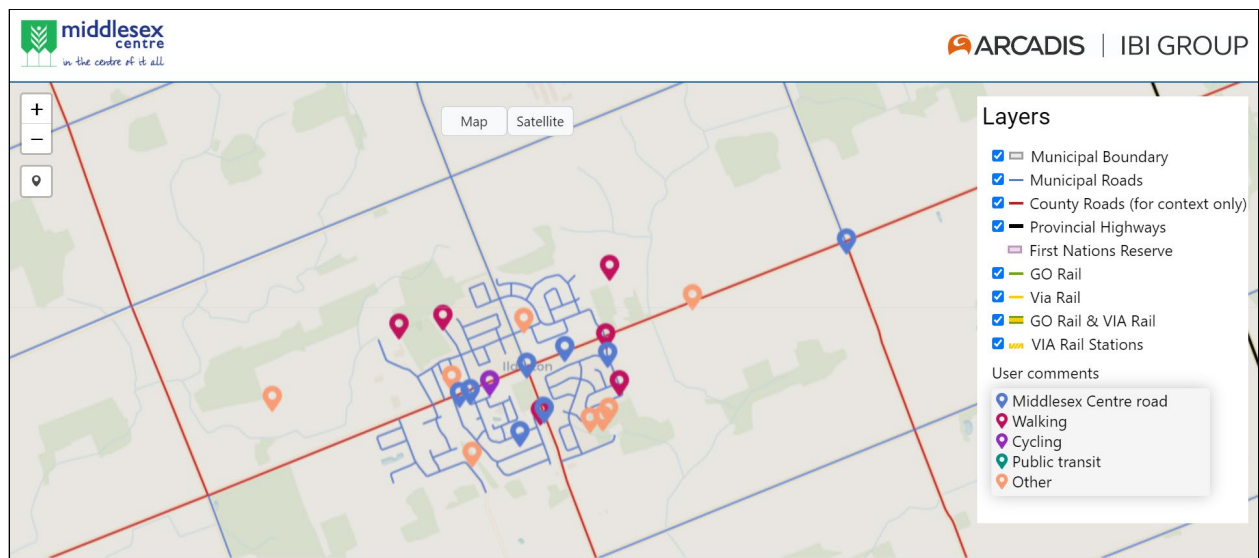 middlesex
centre
in the centre of it all
ARCADIS | IBI GROUP
+
−
Map
Satellite
Layers
Municipal Boundary
Municipal Roads
County Roads (for context only)
Provincial Highways
First Nations Reserve
GO Rail
Via Rail
GO Rail & VIA Rail
VIA Rail Stations
User comments
Middlesex Centre road
Walking
Cycling
Public transit
Other